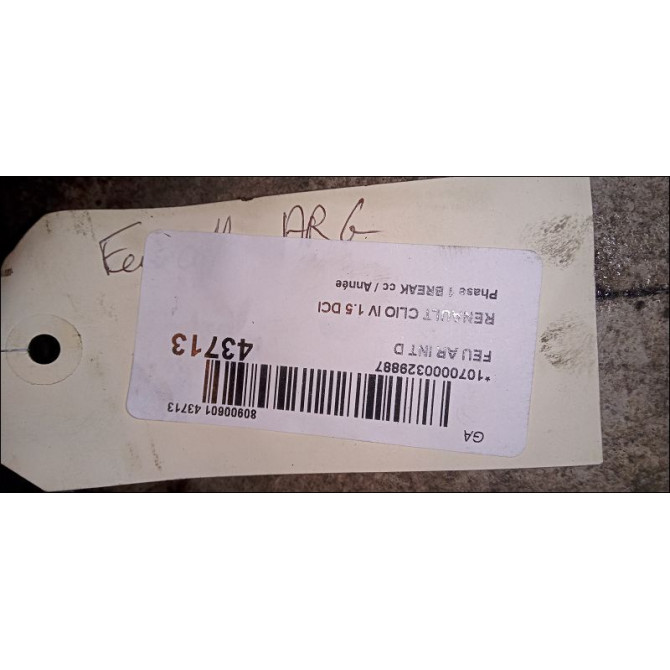 AR G
GA
80900601 43713
*1070000329887
FEU AR INT D
43713
RENAULT CLIO IV 1.5 DCI
Phase 1 BREAK cc / Année